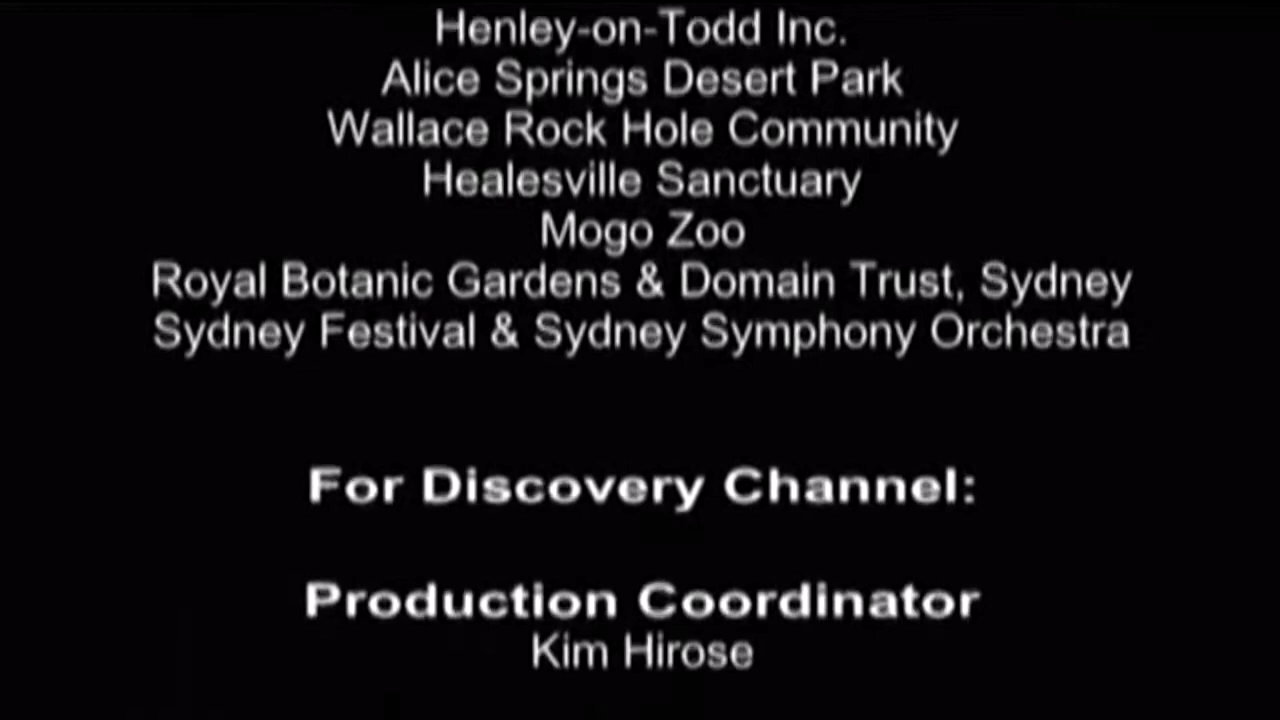 Henley-on-Todd Inc.
Alice Springs Desert Park
Wallace Rock Hole Community
Healesville Sanctuary
Mogo Zoo
Royal Botanic Gardens & Domain Trust, Sydney
Sydney Festival & Sydney Symphony Orchestra
For Discovery Channel:
Production Coordinator
Kim Hirose